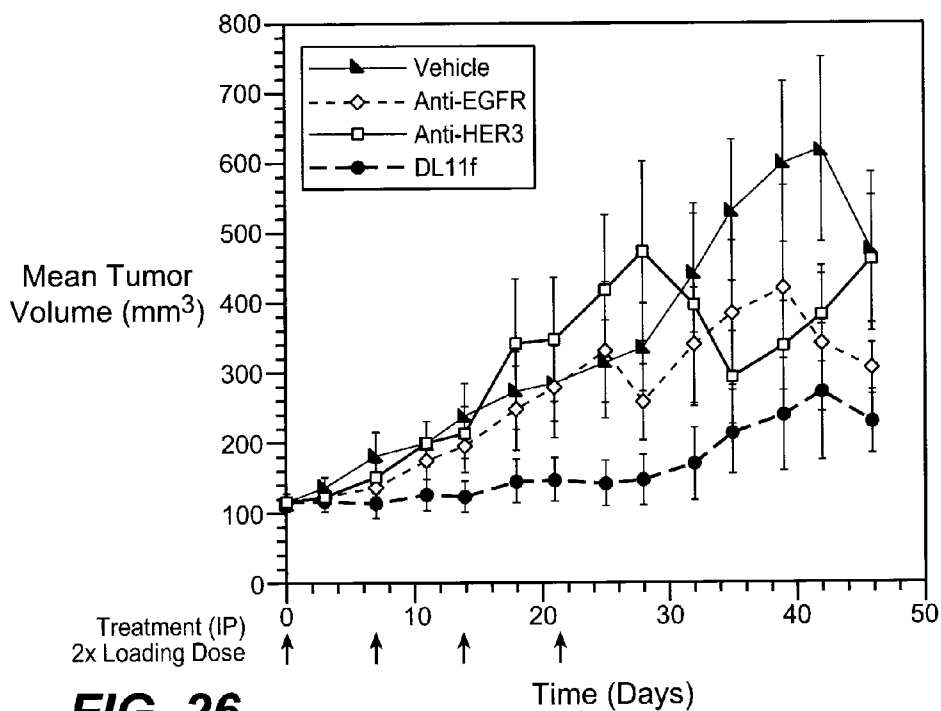 800
700
600
500
400
300
200
100
0
Mean Tumor
Volume (mm3)
Vehicle
Anti-EGFR
Anti-HER3
DL11f
0
10
20
30
40
50
Treatment (IP)
2x Loading Dose
Time (Days)
FIG. 26